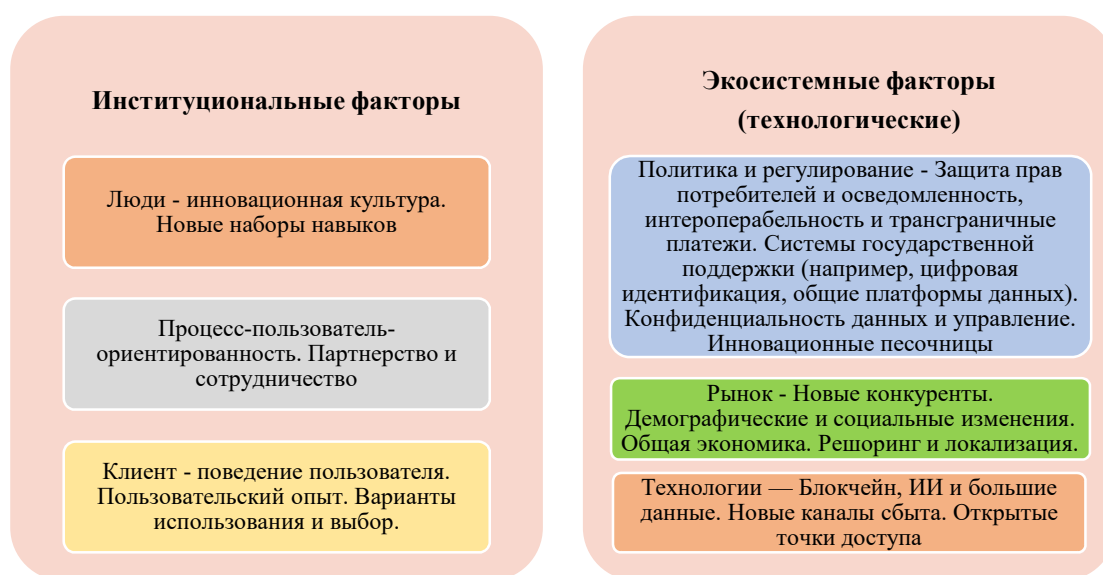 Институциональные факторы
Люди - инновационная культура.
Новые наборы навыков
Процесс-пользователь-
ориентированность. Партнерство и
сотрудничество
Клиент - поведение пользователя.
Пользовательский опыт. Варианты
использования и выбор.
Экосистемные факторы
(технологические)
Политика и регулирование - Защита прав
потребителей и осведомленность,
интероперабельность и трансграничные
платежи. Системы государственной
поддержки (например, цифровая
идентификация, общие платформы данных).
Конфиденциальность данных и управление.
Инновационные песочницы
Рынок - Новые конкуренты.
Демографические и социальные изменения.
Общая экономика. Решоринг и локализация.
Технологии — Блокчейн, ИИ и большие
данные. Новые каналы сбыта. Открытые
точки доступа